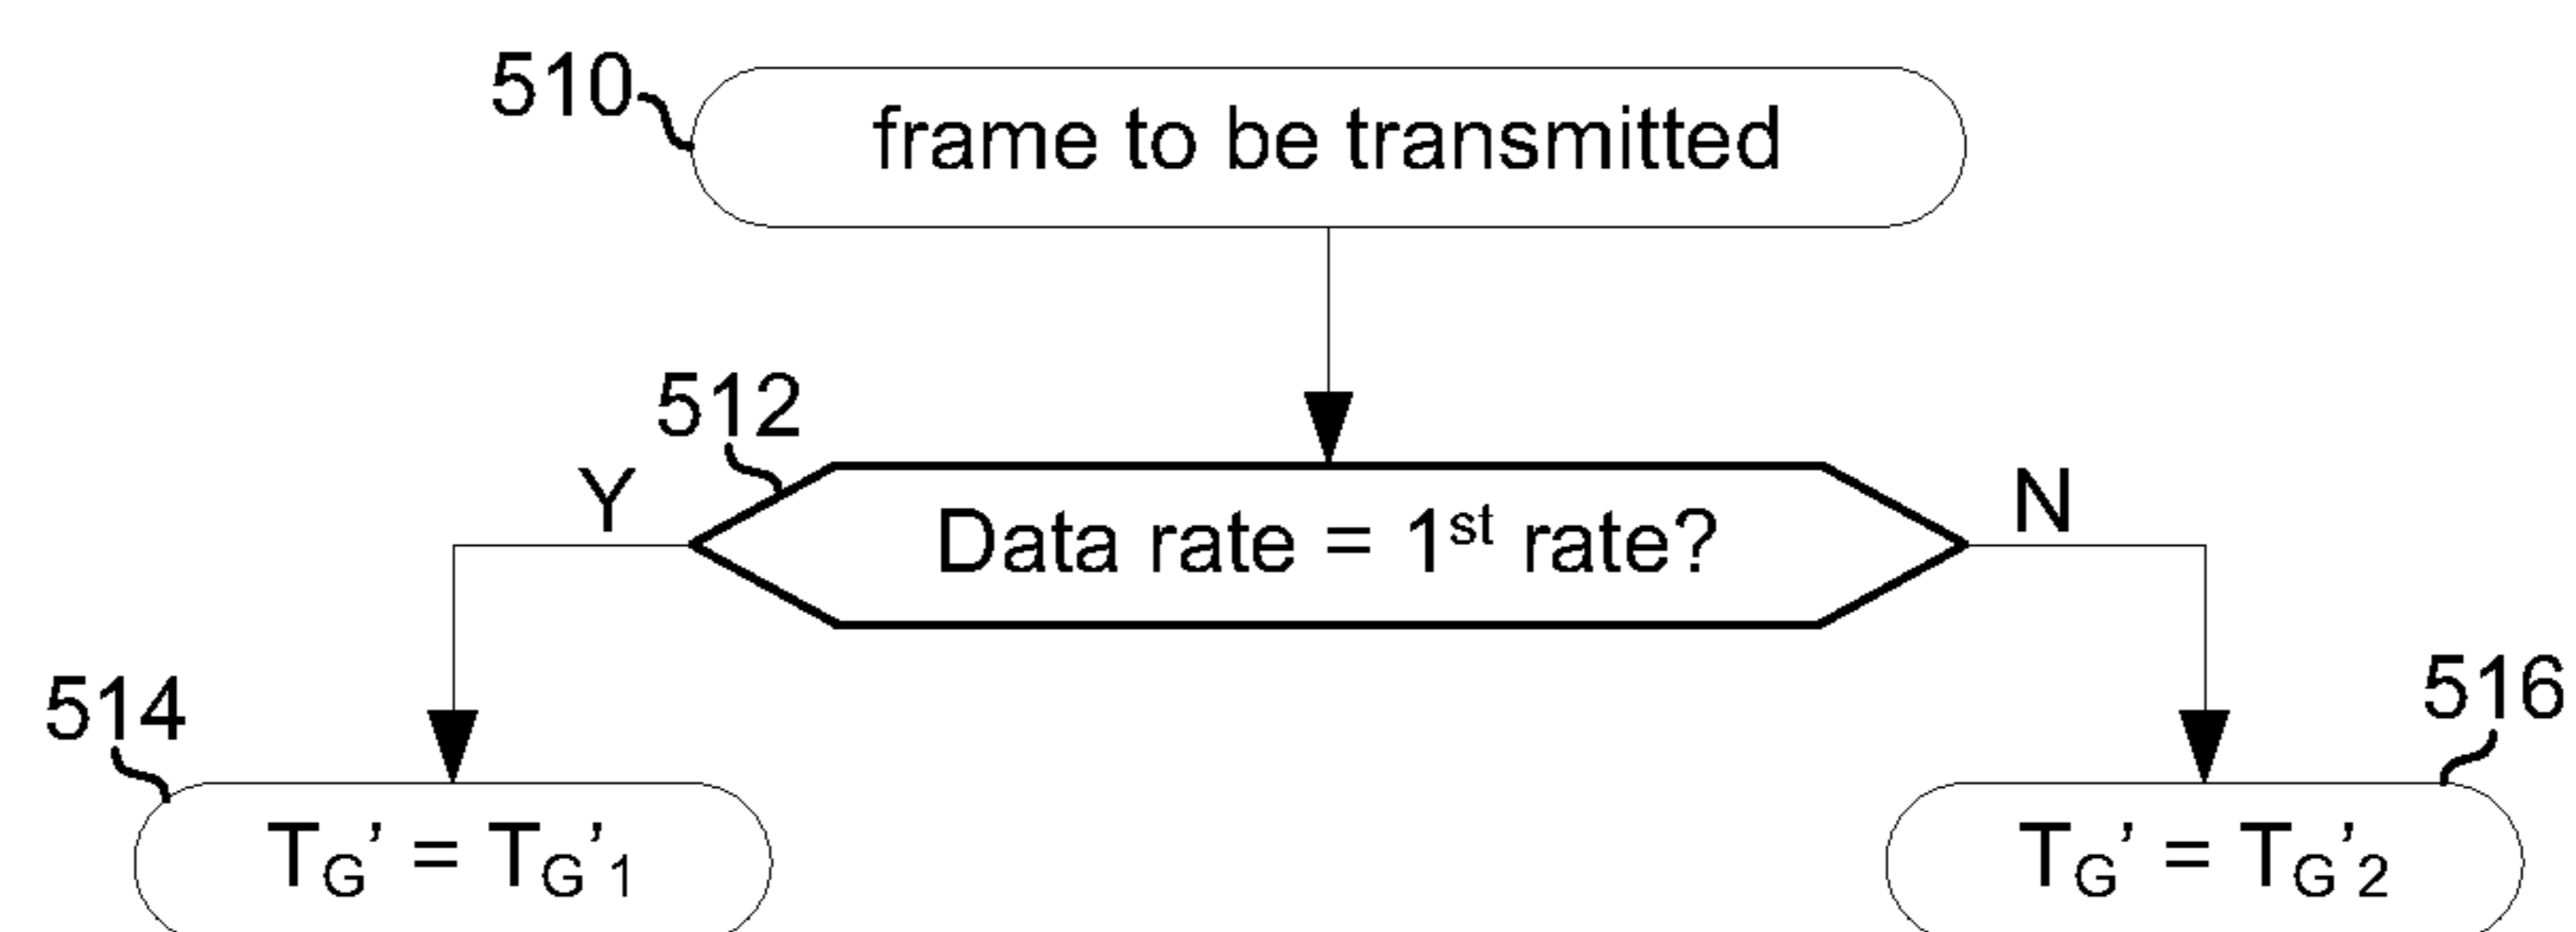 510
frame to be transmitted
512
Y
Data rate = 1st rate?
N
514
516
TG’ = TG’1
TG’ = TG’2